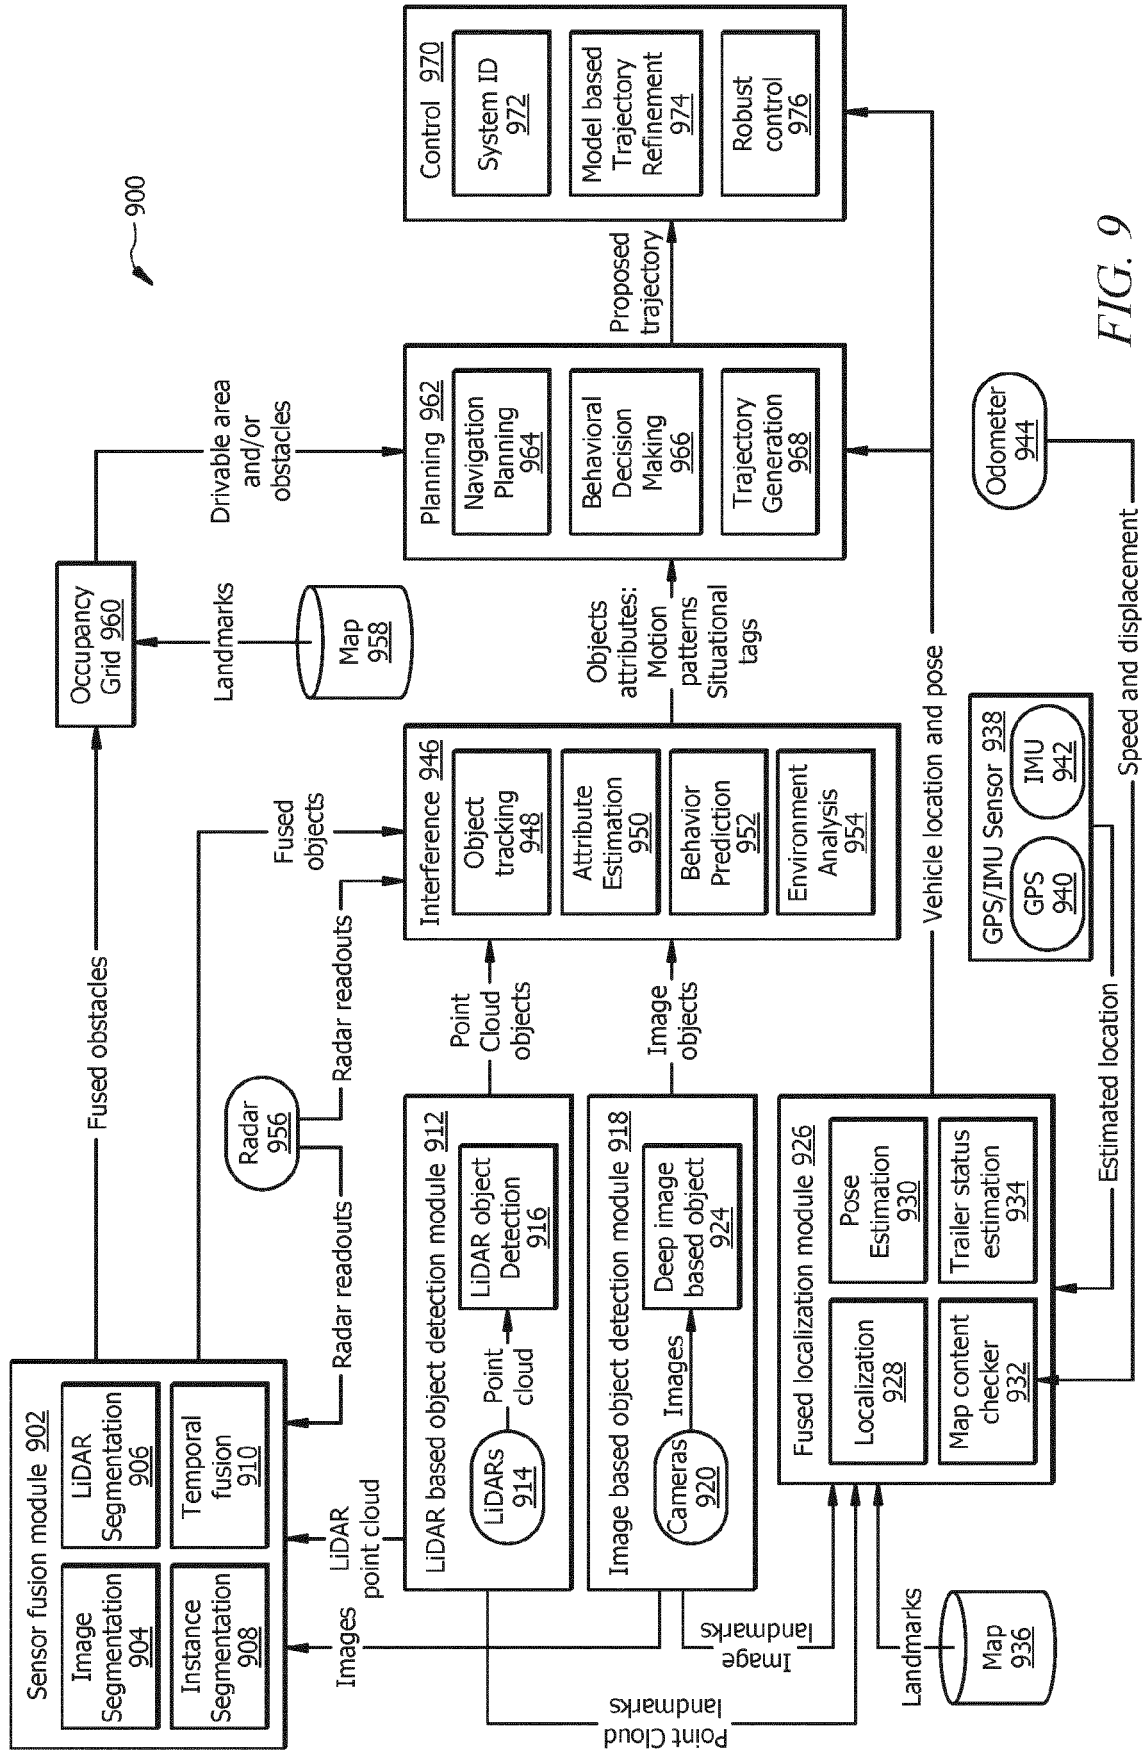 900
Sensor fusion module 902
Image
Segmentation
904
LiDAR
Segmentation
906
Instance
Segmentation
908
Temporal
fusion
910
Fused obstacles
Occupancy
Grid 960
Drivable area
and/or
obstacles
Landmarks
Map
958
Fused
objects
Radar
956
Radar readouts
Radar readouts
Images
LiDAR
point cloud
LiDAR based object detection module 912
LiDARs
914
Point
cloud
LiDAR object
Detection
916
Point
Cloud
objects
Image based object detection module 918
Cameras
920
Images
Deep image
based object
924
Image
objects
Interference 946
Object
tracking
948
Attribute
Estimation
950
Behavior
Prediction
952
Environment
Analysis
954
Objects
attributes:
Motion
patterns
Situational
tags
Planning 962
Navigation
Planning
964
Behavioral
Decision
Making
966
Trajectory
Generation
968
Proposed
trajectory
Control 970
System ID
972
Model based
Trajectory
Refinement
974
Robust
control
976
Point Cloud
landmarks
Image
landmarks
Landmarks
Map
936
Fused localization module 926
Localization
928
Pose
Estimation
930
Map content
checker
932
Trailer status
estimation
934
Vehicle location and pose
GPS/IMU Sensor 938
GPS
940
IMU
942
Estimated location
Odometer
944
Speed and displacement
FIG. 9